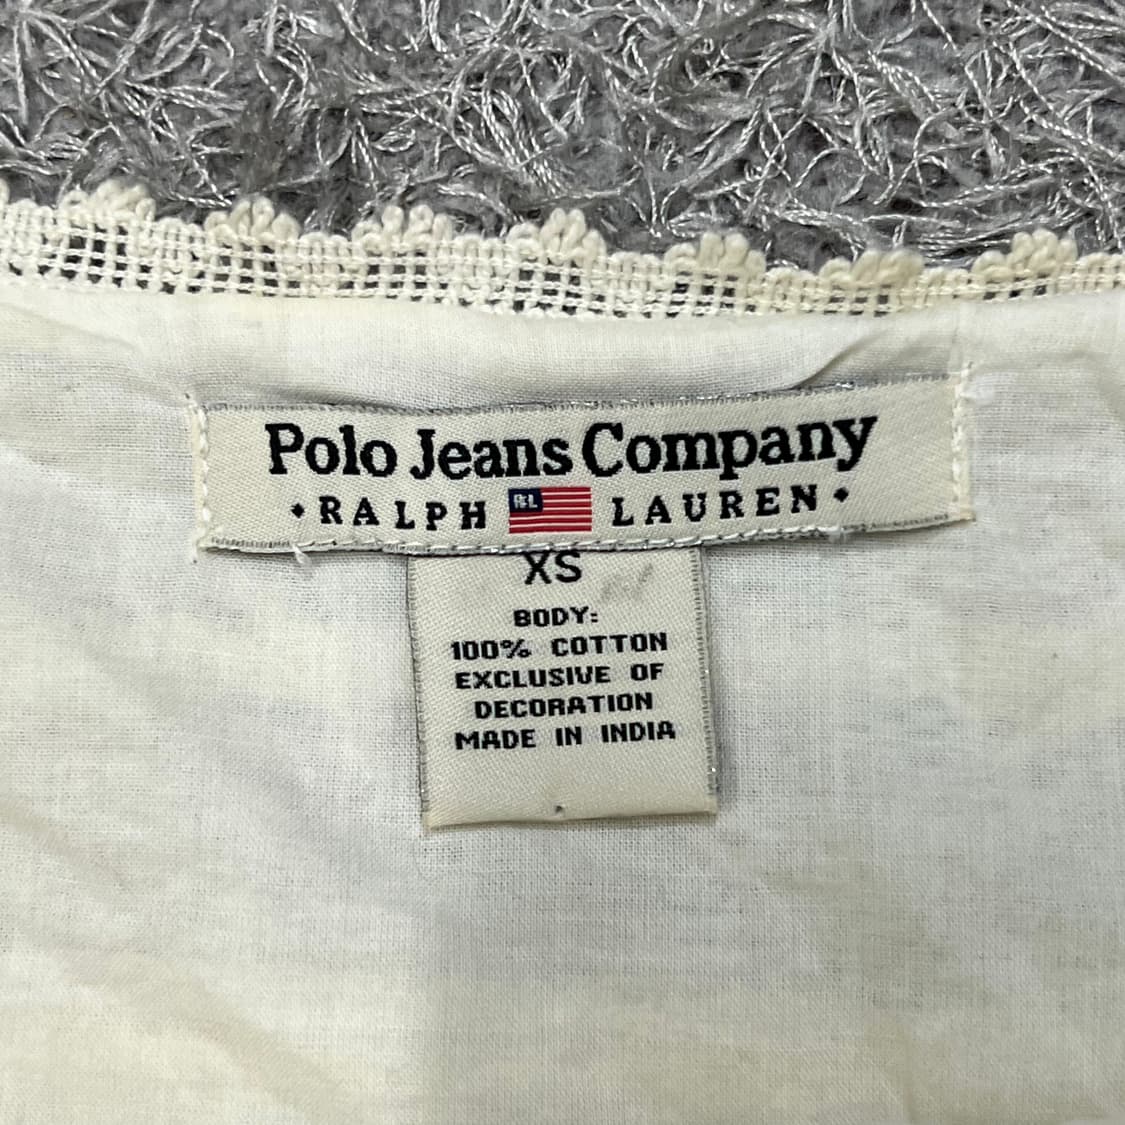 Polo Jeans Company
RALPH RL LAUREN
XS
BODY:
100% COTTON
EXCLUSIVE OF
DECORATION
MADE IN INDIA